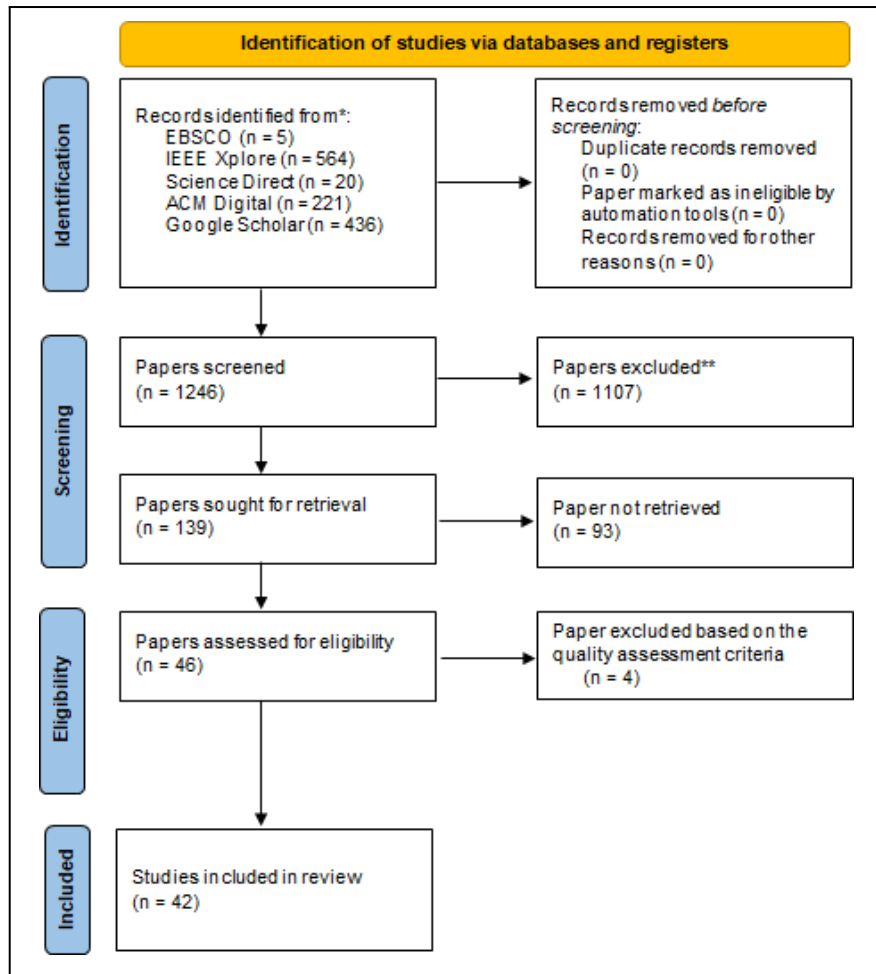 Identification of studies via databases and registers
Identification
Records identified from*:
EBSCO (n = 5)
IEEE Xplore (n = 564)
Science Direct (n = 20)
ACM Digital (n = 221)
Google Scholar (n = 436)
Records removed before
screening:
Duplicate records removed
(n = 0)
Paper marked as ineligible by
automation tools (n = 0)
Records removed for other
reasons (n = 0)
Screening
Papers screened
(n = 1246)
Papers excluded**
(n = 1107)
Papers sought for retrieval
(n = 139)
Paper not retrieved
(n = 93)
Eligibility
Papers assessed for eligibility
(n = 46)
Paper excluded based on the
quality assessment criteria
(n = 4)
Included
Studies included in review
(n = 42)